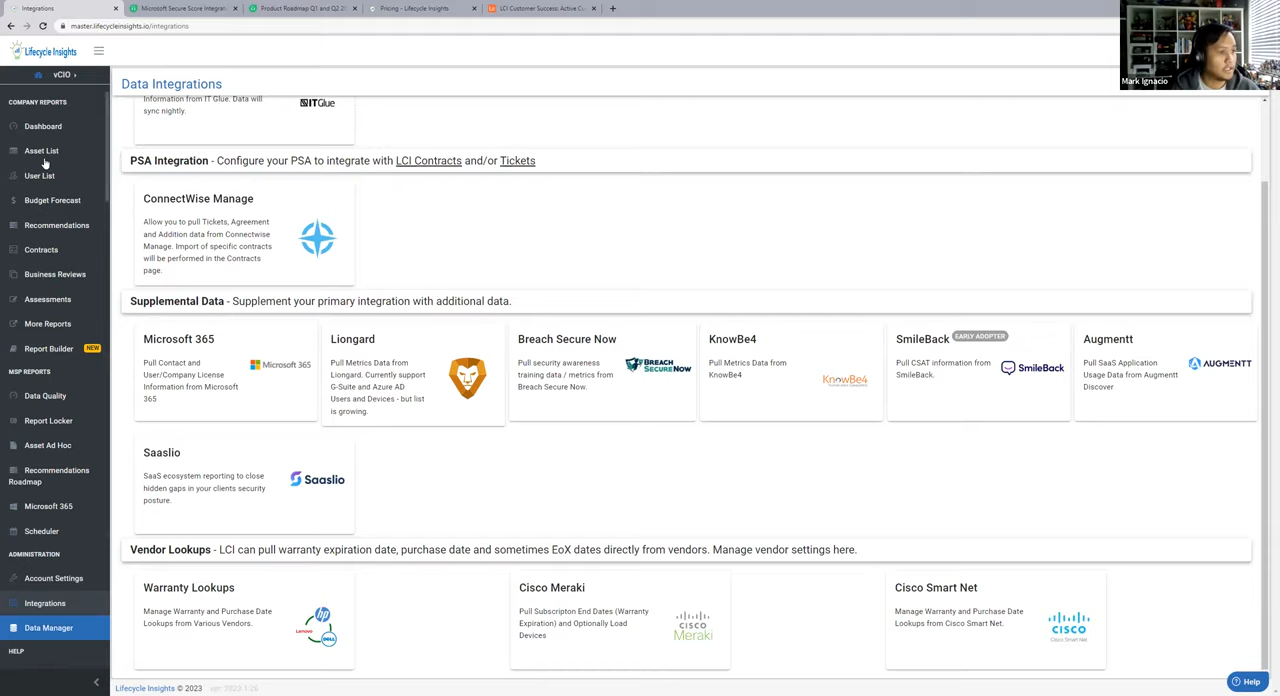 Integrations
Microsoft Secure Score Integrat
Product Roadmap Q1 and Q2 2
Pricing - Lifecycle Insights
LCI Customer Success: Active Cu
master.lifecycleinsights.io/integrations
Lifecycle Insights
Mark Ignacio
vCIO
COMPANY REPORTS
Dashboard
Asset List
User List
Budget Forecast
Recommendations
Contracts
Business Reviews
Assessments
More Reports
Report Builder NEW
MSP REPORTS
Data Quality
Report Locker
Asset Ad Hoc
Recommendations
Roadmap
Microsoft 365
Scheduler
ADMINISTRATION
Account Settings
Integrations
Data Manager
HELP
Data Integrations
Information from IT Glue. Data will
sync nightly.
ITGlue
PSA Integration - Configure your PSA to integrate with LCI Contracts and/or Tickets
ConnectWise Manage
Allow you to pull Tickets, Agreement
and Addition data from Connectwise
Manage. Import of specific contracts
will be performed in the Contracts
page.
Supplemental Data - Supplement your primary integration with additional data.
Microsoft 365
Pull Contact and
User/Company License
Information from Microsoft
365
Microsoft 365
Liongard
Pull Metrics Data from
Liongard. Currently support
G-Suite and Azure AD
Users and Devices - but list
is growing.
Breach Secure Now
Pull security awareness
training data / metrics from
Breach Secure Now.
BREACH
SECURE NOW
KnowBe4
Pull Metrics Data from
KnowBe4
KnowBe4
SmileBack EARLY ADOPTER
Pull CSAT information from
SmileBack.
SmileBack
Augmentt
Pull SaaS Application
Usage Data from Augmentt
Discover
AUGMENTT
Saaslio
SaaS ecosystem reporting to close
hidden gaps in your clients security
posture.
Saaslio
Vendor Lookups - LCI can pull warranty expiration date, purchase date and sometimes EoX dates directly from vendors. Manage vendor settings here.
Warranty Lookups
Manage Warranty and Purchase Date
Lookups from Various Vendors.
hp
Lenovo
DELL
Cisco Meraki
Pull Subscripton End Dates (Warranty
Expiration) and Optionally Load
Devices
CISCO
Meraki
Cisco Smart Net
Manage Warranty and Purchase Date
Lookups from Cisco Smart Net.
CISCO
Cisco Smart Net
Lifecycle Insights © 2023 ver: 2023.1.26
Help